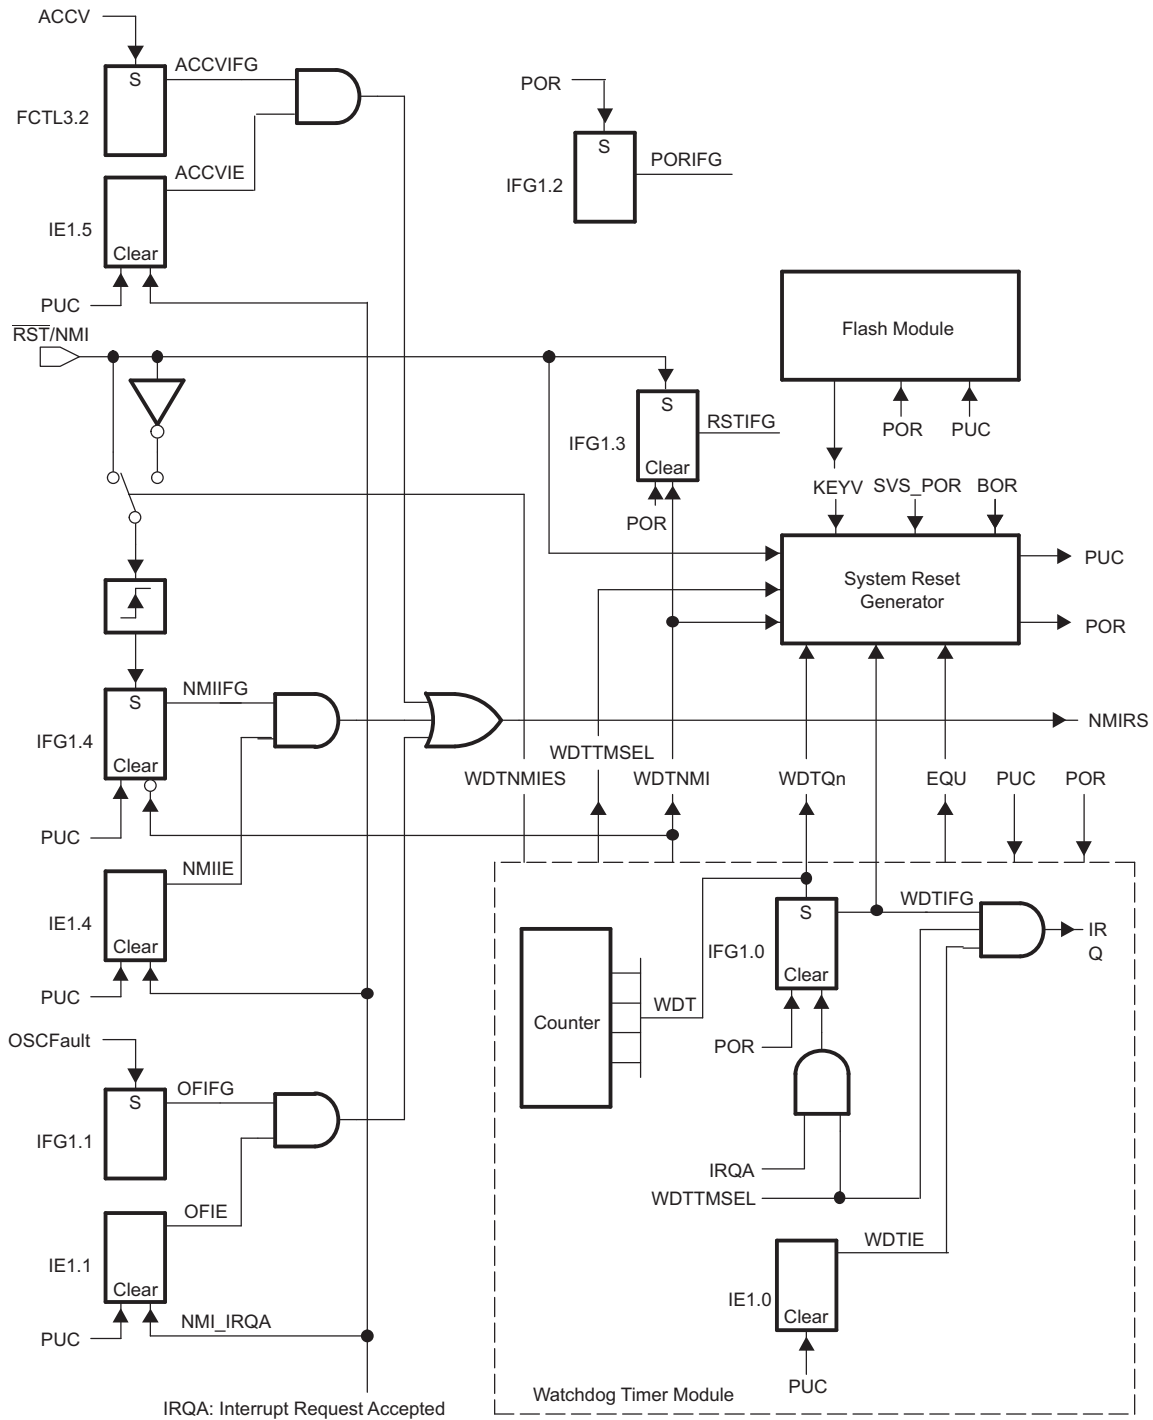 ACCV
S
ACCVIFG
FCTL3.2
ACCVIE
IE1.5
Clear
PUC
POR
S
PORIFG
IFG1.2
RST/NMI
Flash Module
S
RSTIFG
IFG1.3
Clear
POR
POR
PUC
KEYV
SVS_POR
BOR
System Reset
Generator
PUC
POR
S
NMIIFG
IFG1.4
Clear
PUC
NMIRS
WDTTMSEL
WDTNMIES
WDTNMI
WDTQn
EQU
PUC
POR
NMIIE
IE1.4
Clear
PUC
OSCFault
S
OFIFG
IFG1.1
OFIE
IE1.1
Clear
PUC
NMI_IRQA
IRQA: Interrupt Request Accepted
S
WDTIFG
IFG1.0
Clear
IR
Q
Counter
WDT
POR
IRQA
WDTTMSEL
WDTIE
IE1.0
Clear
PUC
Watchdog Timer Module